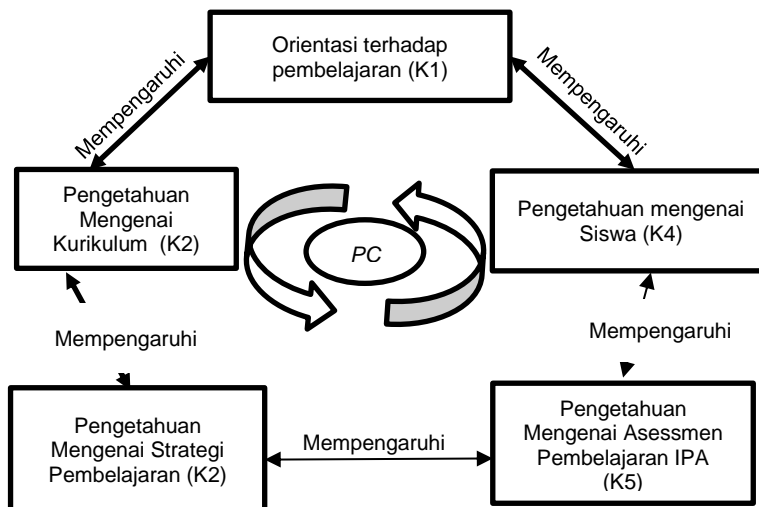 Orientasi terhadap
pembelajaran (K1)
Mempengaruhi
Mempengaruhi
Pengetahuan
Mengenai
Kurikulum (K2)
PC
Pengetahuan mengenai
Siswa (K4)
Mempengaruhi
Mempengaruhi
Pengetahuan
Mengenai Strategi
Pembelajaran (K2)
Mempengaruhi
Pengetahuan
Mengenai Asessmen
Pembelajaran IPA
(K5)